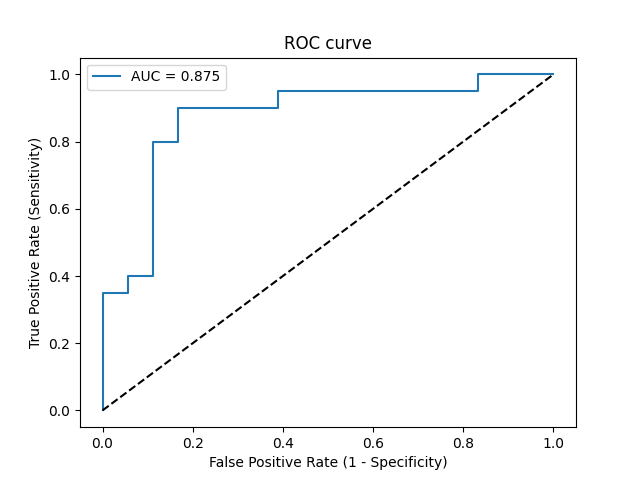 ROC curve
AUC = 0.875
True Positive Rate (Sensitivity)
1.0
0.8
0.6
0.4
0.2
0.0
0.0 0.2 0.4 0.6 0.8 1.0
False Positive Rate (1 - Specificity)